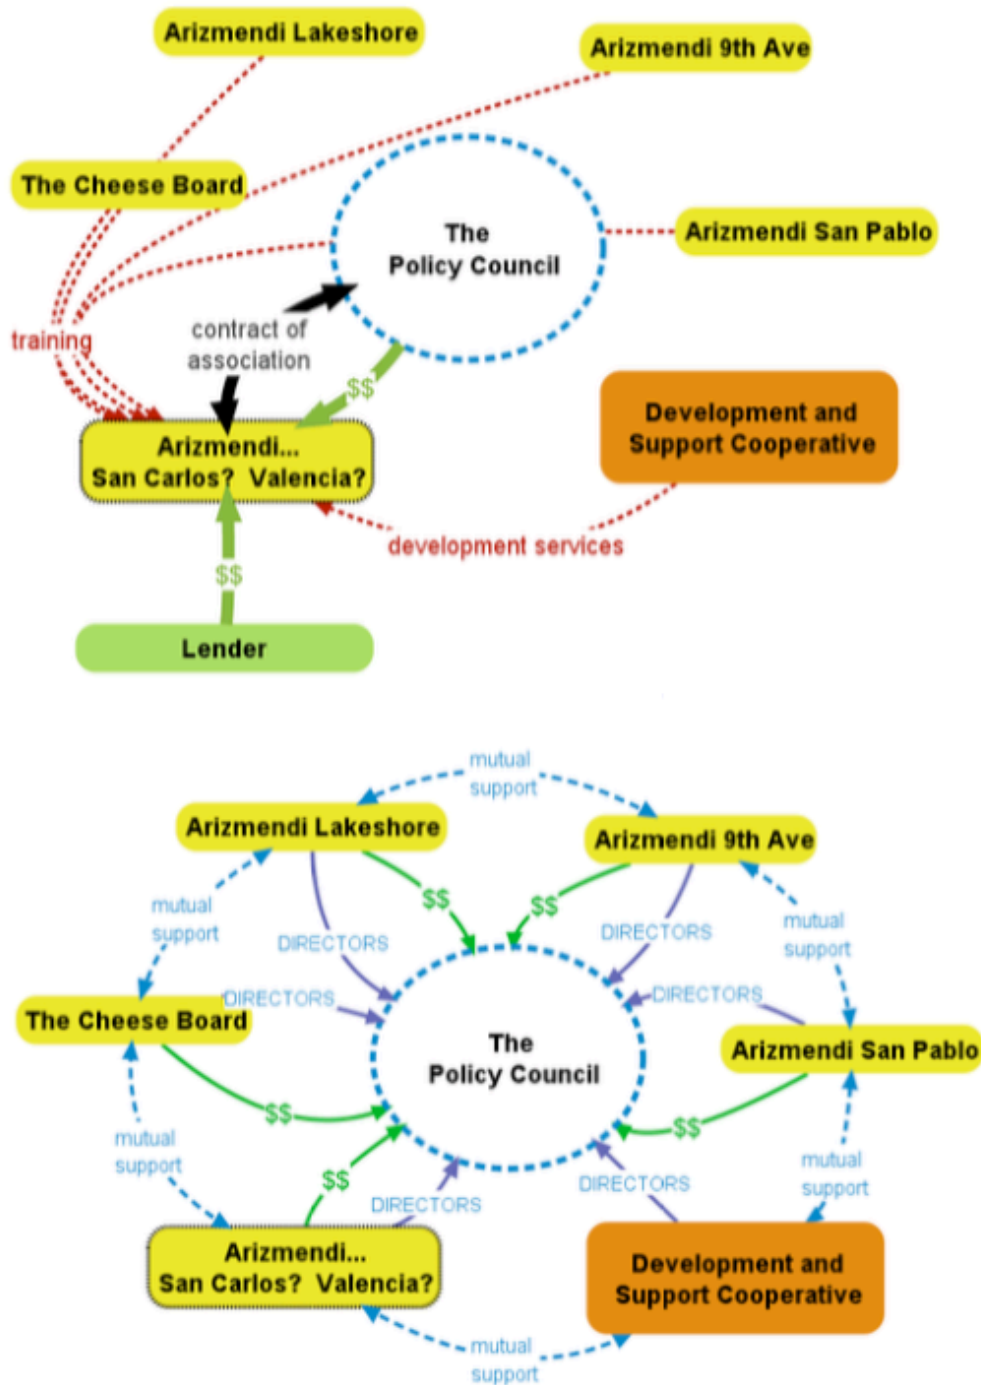 Arizmendi Lakeshore
Arizmendi 9th Ave
The Cheese Board
The
Policy Council
Arizmendi San Pablo
training
contract of
association
$$
Development and
Support Cooperative
Arizmendi...
San Carlos? Valencia?
development services
$$
Lender
mutual
support
Arizmendi Lakeshore
Arizmendi 9th Ave
$$
$$
mutual
support
mutual
support
DIRECTORS
DIRECTORS
DIRECTORS
DIRECTORS
The Cheese Board
The
Policy Council
Arizmendi San Pablo
$$
$$
mutual
support
mutual
support
$$
DIRECTORS
DIRECTORS
Arizmendi...
San Carlos? Valencia?
Development and
Support Cooperative
mutual
support